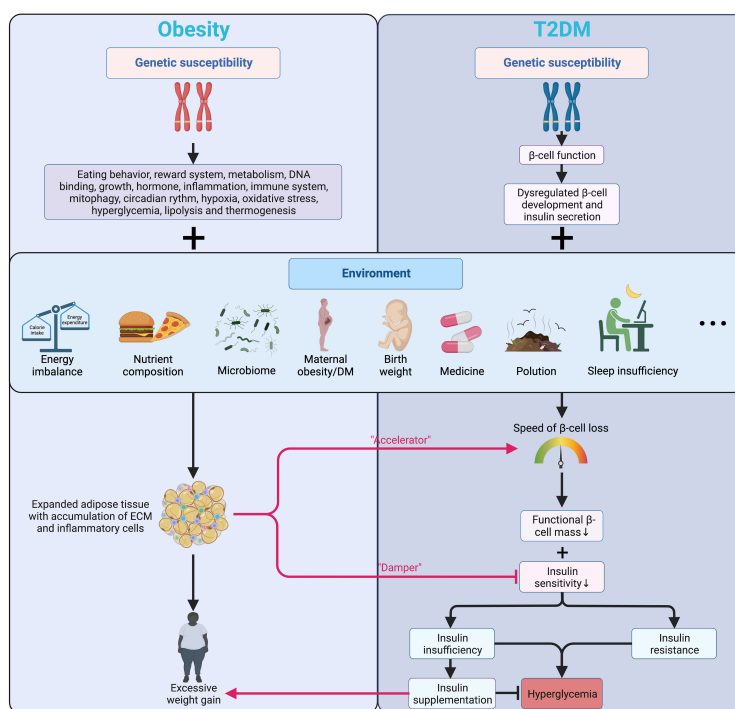 Obesity
T2DM
Genetic susceptibility
Genetic susceptibility
β-cell function
Eating behavior, reward system, metabolism, DNA
binding, growth, hormone, inflammation, immune system,
mitophagy, circadian rythm, hypoxia, oxidative stress,
hyperglycemia, lipolysis and thermogenesis
Dysregulated β-cell
development and
insulin secretion
+
+
Environment
Calorie
intake
Energy
expenditure
Energy
imbalance
Nutrient
composition
Microbiome
Maternal
obesity/DM
Birth
weight
Medicine
Polution
Sleep insufficiency
...
"Accelerator"
Speed of β-cell loss
Expanded adipose tissue
with accumulation of ECM
and inflammatory cells
Functional β-
cell mass↓
+
"Damper"
Insulin
sensitivity↓
Insulin
insufficiency
Insulin
resistance
Excessive
weight gain
Insulin
supplementation
Hyperglycemia